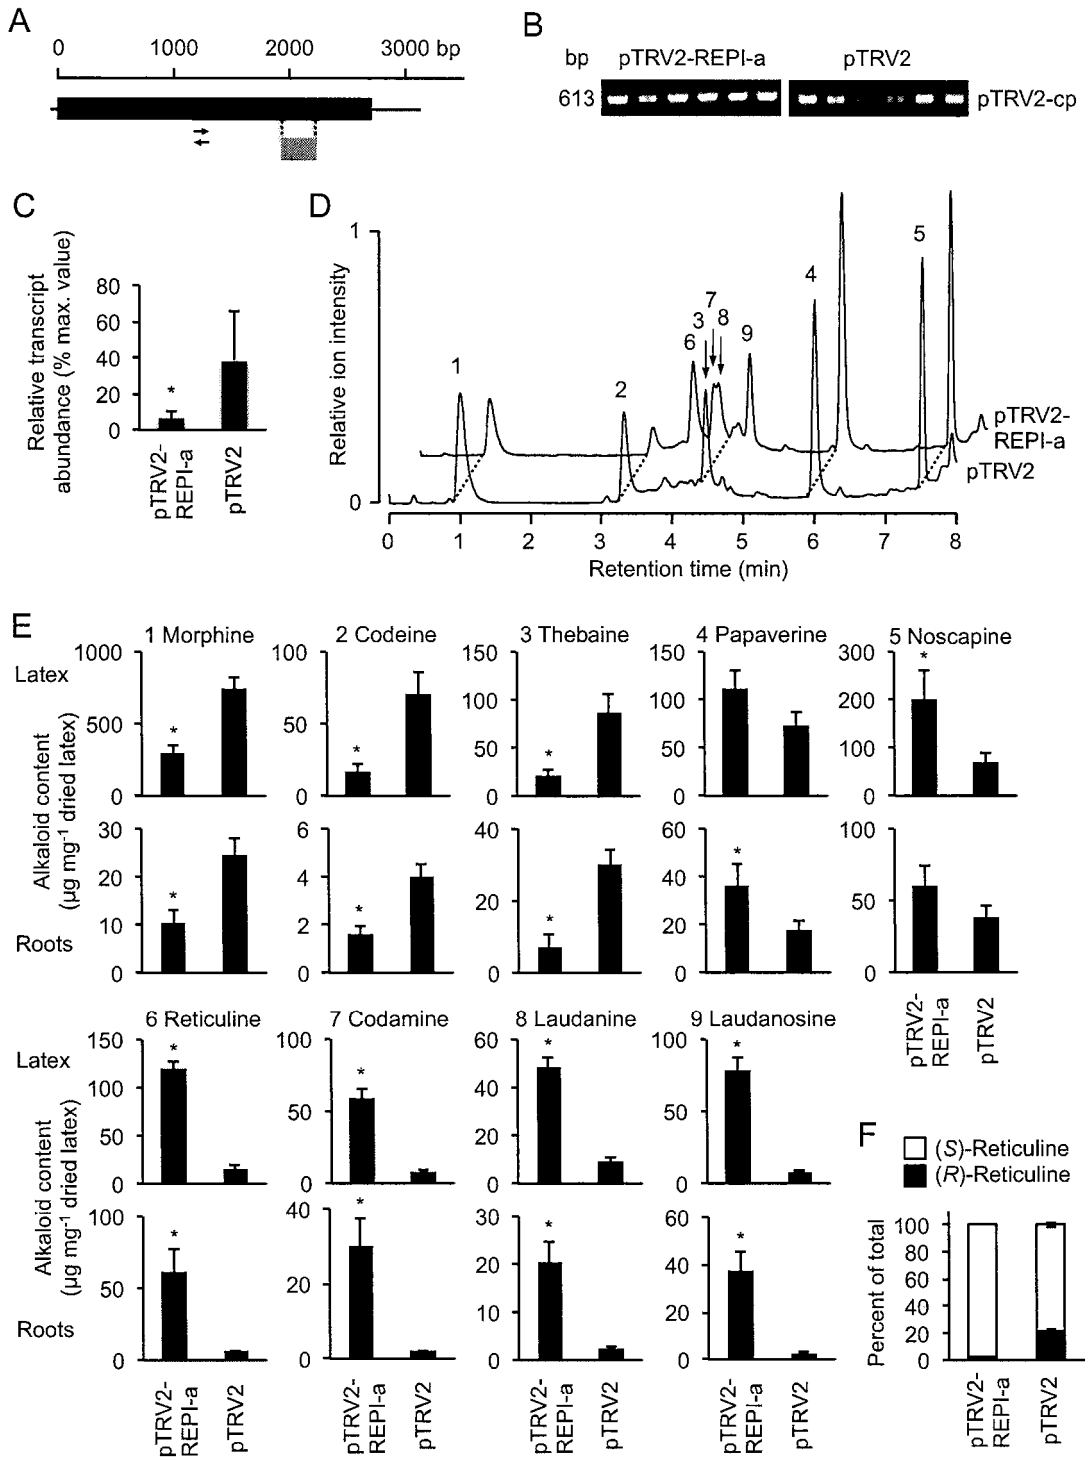 A
0 1000 2000 3000 bp
B
bp pTRV2-REPI-a pTRV2
613 pTRV2-cp
C
Relative transcript
abundance (% max. value)
80
60
40
20
0
*
pTRV2-
REPI-a
pTRV2
D
Relative ion intensity
1
0
1
2
6
3
7
8
9
4
5
pTRV2-
REPI-a
pTRV2
0 1 2 3 4 5 6 7 8
Retention time (min)
E
Latex
Alkaloid content
(µg mg-1 dried latex)
Roots
1 Morphine
1000
500
0
*
30
20
10
0
*
2 Codeine
100
50
0
*
6
4
2
0
*
3 Thebaine
150
100
50
0
*
40
20
0
*
4 Papaverine
150
100
50
0
60
40
20
0
*
5 Noscapine
300
200
100
0
*
100
50
0
pTRV2-
REPI-a
pTRV2
Latex
Alkaloid content
(µg mg-1 dried latex)
Roots
6 Reticuline
150
100
50
0
*
100
50
0
*
pTRV2-
REPI-a
pTRV2
7 Codamine
100
50
0
*
40
20
0
*
pTRV2-
REPI-a
pTRV2
8 Laudanine
60
40
20
0
*
30
20
10
0
*
pTRV2-
REPI-a
pTRV2
9 Laudanosine
100
50
0
*
60
40
20
0
*
pTRV2-
REPI-a
pTRV2
F
(S)-Reticuline
(R)-Reticuline
Percent of total
100
80
60
40
20
0
pTRV2-
REPI-a
pTRV2